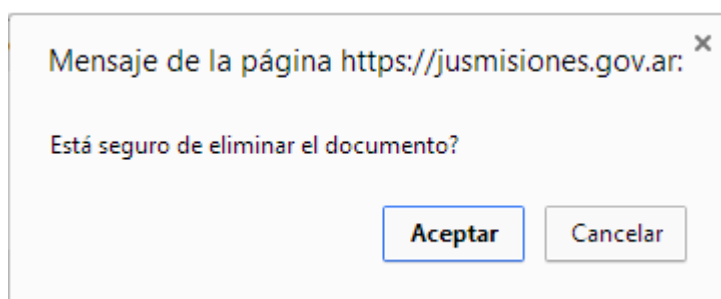 Mensaje de la página https://jusmisiones.gov.ar:
Está seguro de eliminar el documento?
Aceptar Cancelar